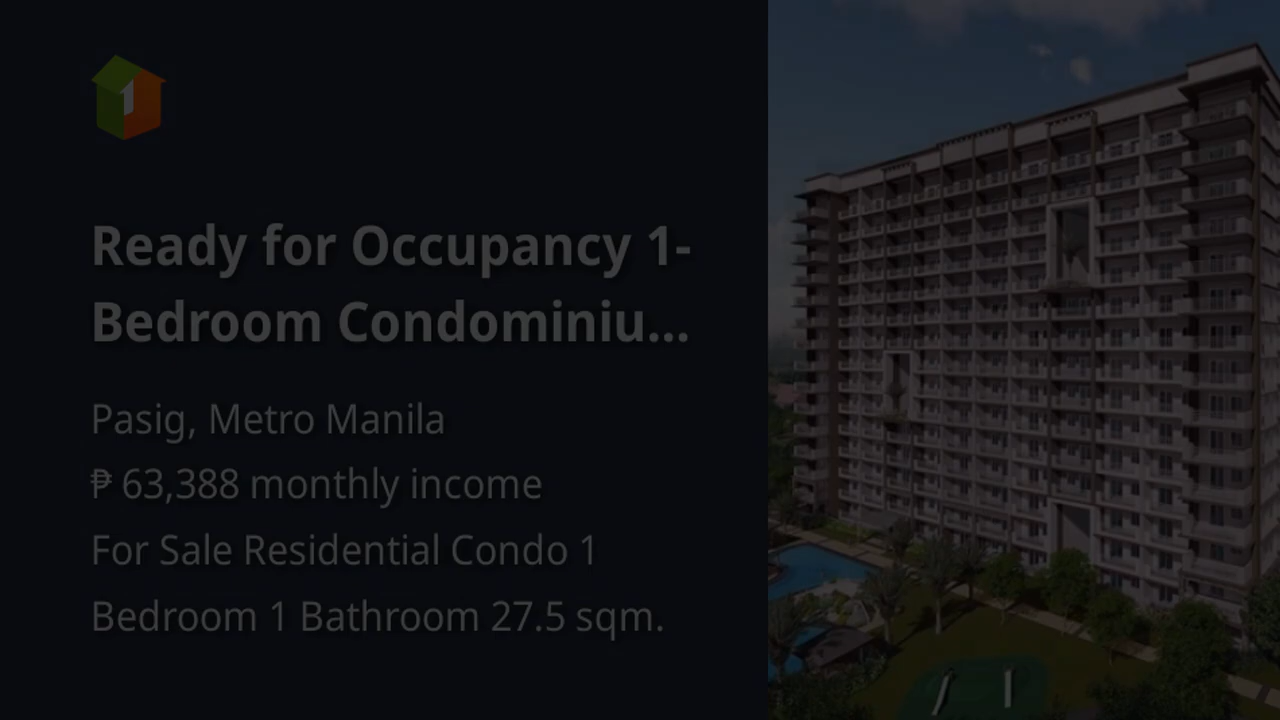 Ready for Occupancy 1-
Bedroom Condominiu...
Pasig, Metro Manila
₱ 63,388 monthly income
For Sale Residential Condo 1
Bedroom 1 Bathroom 27.5 sqm.